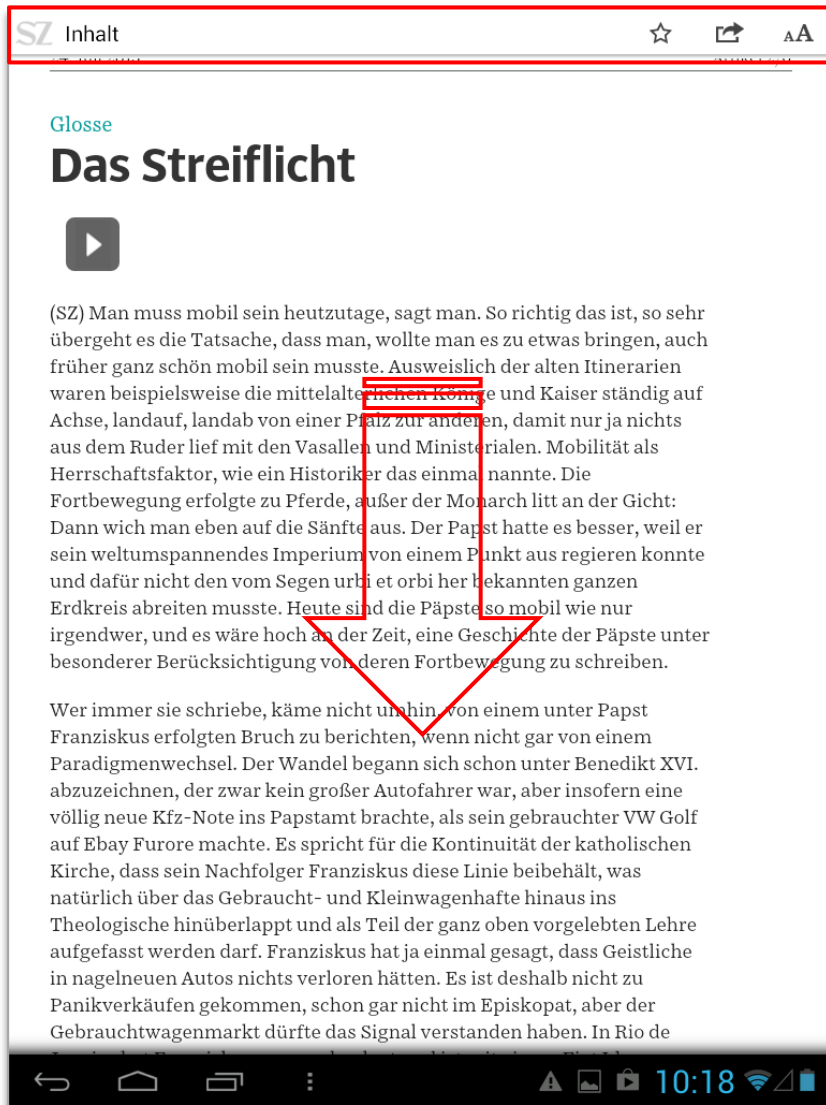 SZ Inhalt AA
Glosse
Das Streiflicht
(SZ) Man muss mobil sein heutzutage, sagt man. So richtig das ist, so sehr
übergeht es die Tatsache, dass man, wollte man es zu etwas bringen, auch
früher ganz schön mobil sein musste. Ausweislich der alten Itinerarien
waren beispielsweise die mittelalterlichen Könige und Kaiser ständig auf
Achse, landauf, landab von einer Pfalz zur anderen, damit nur ja nichts
aus dem Ruder lief mit den Vasallen und Ministerialen. Mobilität als
Herrschaftsfaktor, wie ein Historiker das einmal nannte. Die
Fortbewegung erfolgte zu Pferde, außer der Monarch litt an der Gicht:
Dann wich man eben auf die Sänfte aus. Der Papst hatte es besser, weil er
sein weltumspannendes Imperium von einem Punkt aus regieren konnte
und dafür nicht den vom Segen urbi et orbi her bekannten ganzen
Erdkreis abreiten musste. Heute sind die Päpste so mobil wie nur
irgendwer, und es wäre hoch an der Zeit, eine Geschichte der Päpste unter
besonderer Berücksichtigung von deren Fortbewegung zu schreiben.
Wer immer sie schriebe, käme nicht umhin, von einem unter Papst
Franziskus erfolgten Bruch zu berichten, wenn nicht gar von einem
Paradigmenwechsel. Der Wandel begann sich schon unter Benedikt XVI.
abzuzeichnen, der zwar kein großer Autofahrer war, aber insofern eine
völlig neue Kfz-Note ins Papstamt brachte, als sein gebrauchter VW Golf
auf Ebay Furore machte. Es spricht für die Kontinuität der katholischen
Kirche, dass sein Nachfolger Franziskus diese Linie beibehält, was
natürlich über das Gebraucht- und Kleinwagenhafte hinaus ins
Theologische hinüberlappt und als Teil der ganz oben vorgelebten Lehre
aufgefasst werden darf. Franziskus hat ja einmal gesagt, dass Geistliche
in nagelneuen Autos nichts verloren hätten. Es ist deshalb nicht zu
Panikverkäufen gekommen, schon gar nicht im Episkopat, aber der
Gebrauchtwagenmarkt dürfte das Signal verstanden haben. In Rio de
10:18